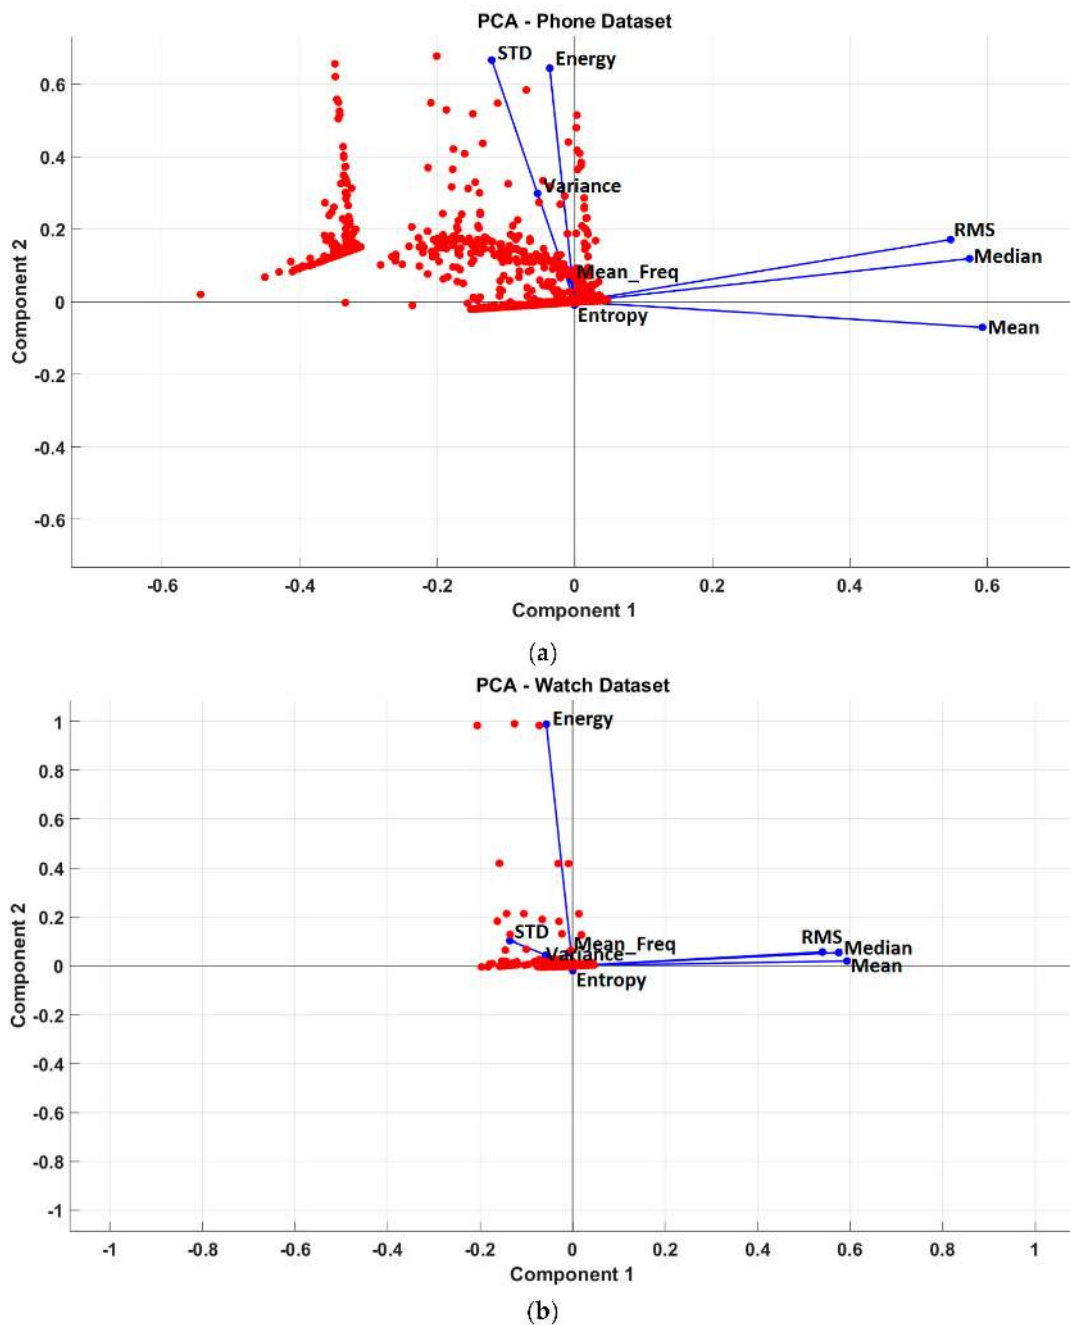 PCA - Phone Dataset
STD
Energy
0.6
0.4
Variance
0.2
RMS
Median
Mean_Freq
0
Entropy
Mean
-0.2
-0.4
-0.6
Component 2
-0.6 -0.4 -0.2 0 0.2 0.4 0.6
Component 1
(a)
PCA - Watch Dataset
1
Energy
0.8
0.6
0.4
0.2
STD
Mean_Freq
RMS
Median
Variance
0
Mean
Entropy
-0.2
-0.4
-0.6
-0.8
-1
Component 2
-1 -0.8 -0.6 -0.4 -0.2 0 0.2 0.4 0.6 0.8 1
Component 1
(b)